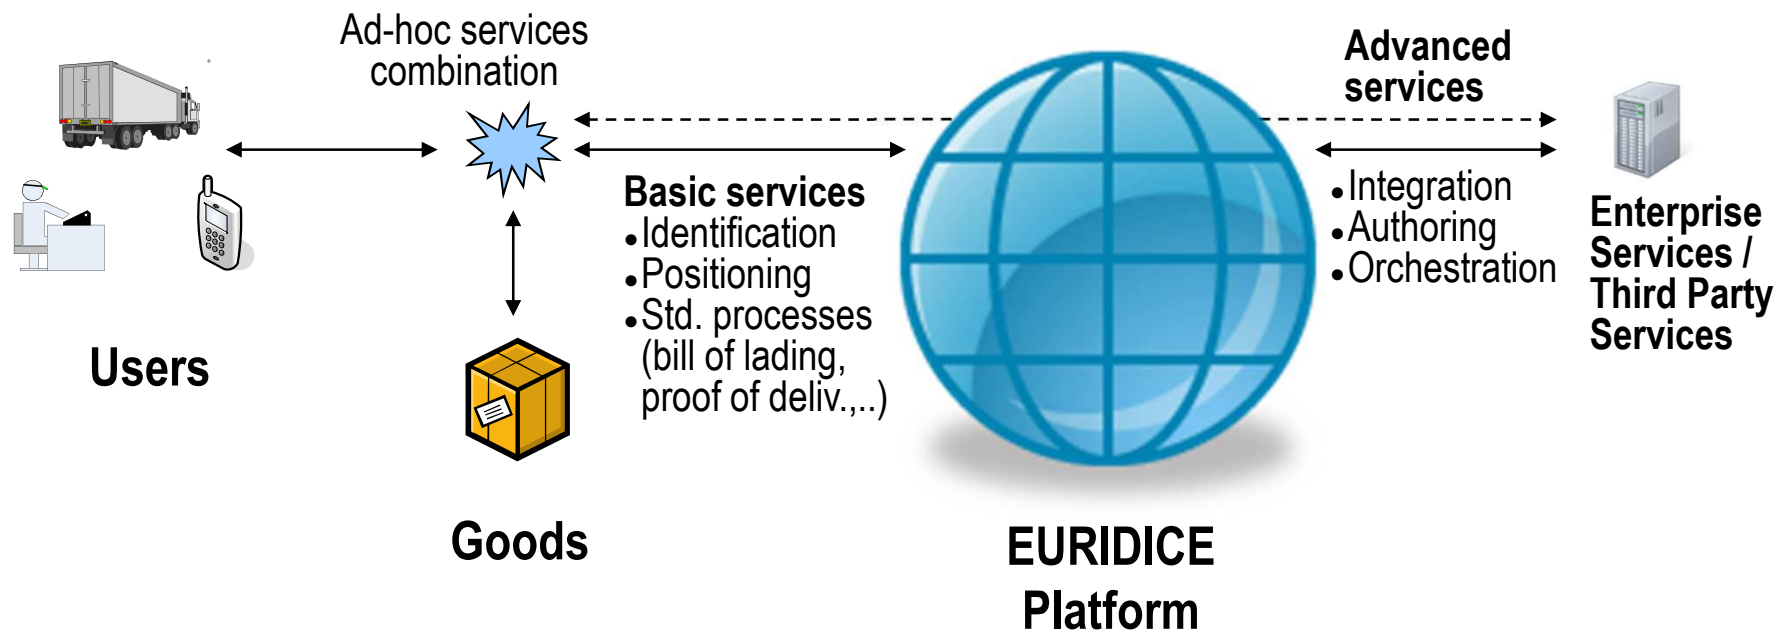 Ad-hoc services
combination
Advanced
services
Basic services
●Identification
●Positioning
●Std. processes
(bill of lading,
proof of deliv.,..)
●Integration
●Authoring
●Orchestration
Enterprise
Services /
Third Party
Services
Users
Goods
EURIDICE
Platform